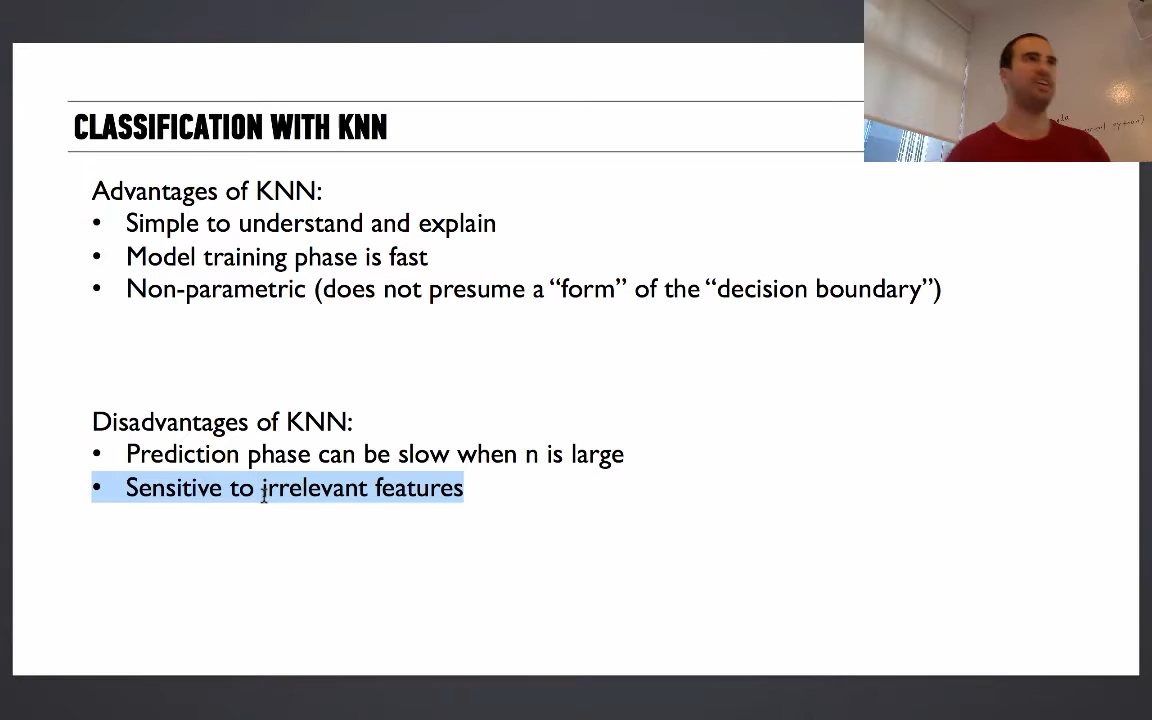 CLASSIFICATION WITH KNN
Advantages of KNN:
• Simple to understand and explain
• Model training phase is fast
• Non-parametric (does not presume a “form” of the “decision boundary”)
Disadvantages of KNN:
• Prediction phase can be slow when n is large
• Sensitive to irrelevant features